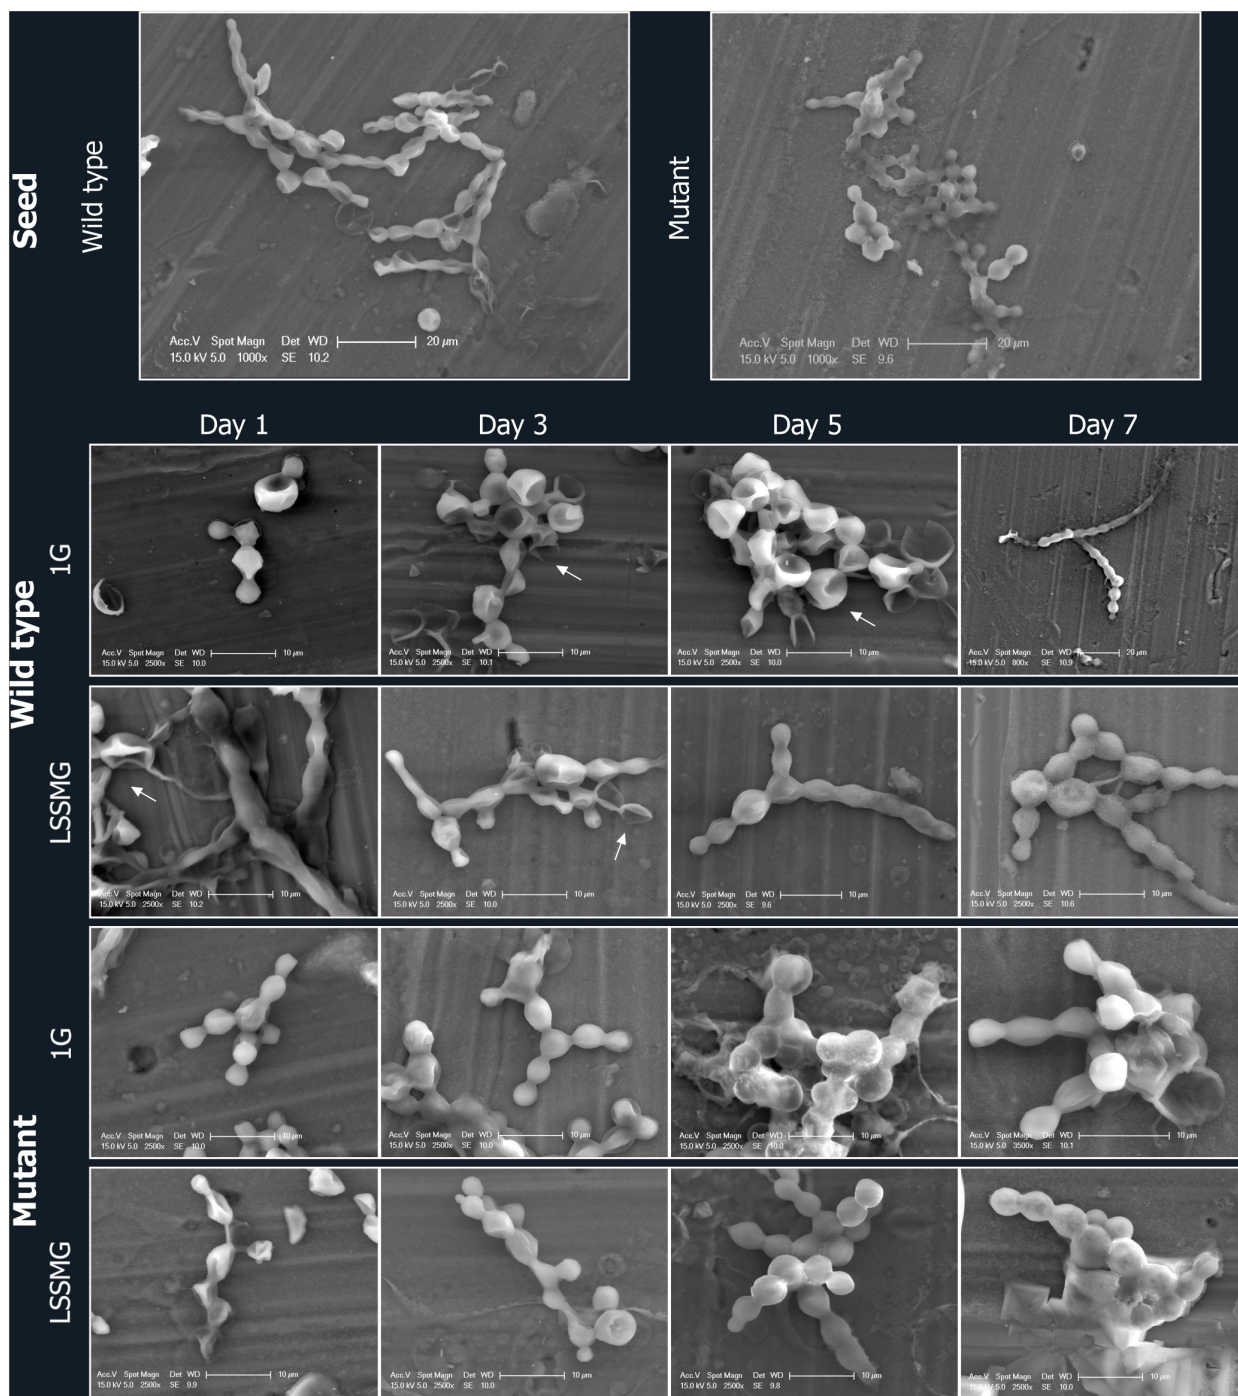 Seed
Wild type
Acc.V Spot Magn Det WD 20 µm
15.0 kV 5.0 1000x SE 10.2
Mutant
Acc.V Spot Magn Det WD 20 µm
15.0 kV 5.0 1000x SE 9.6
Day 1 Day 3 Day 5 Day 7
Wild type
1G
Acc.V Spot Magn Det WD 10 µm
15.0 kV 5.0 2500x SE 10.0
Acc.V Spot Magn Det WD 10 µm
15.0 kV 5.0 2500x SE 10.1
Acc.V Spot Magn Det WD 10 µm
15.0 kV 5.0 2500x SE 10.0
Acc.V Spot Magn Det WD 20 µm
15.0 kV 5.0 800x SE 10.9
LSSMG
Acc.V Spot Magn Det WD 10 µm
15.0 kV 5.0 2500x SE 10.2
Acc.V Spot Magn Det WD 10 µm
15.0 kV 5.0 2500x SE 10.0
Acc.V Spot Magn Det WD 10 µm
15.0 kV 5.0 2500x SE 9.6
Acc.V Spot Magn Det WD 10 µm
15.0 kV 5.0 2500x SE 10.6
Mutant
1G
Acc.V Spot Magn Det WD 10 µm
15.0 kV 5.0 2500x SE 10.0
Acc.V Spot Magn Det WD 10 µm
15.0 kV 5.0 2500x SE 10.0
Acc.V Spot Magn Det WD 10 µm
15.0 kV 5.0 2500x SE 10.0
Acc.V Spot Magn Det WD 10 µm
15.0 kV 5.0 3500x SE 10.1
LSSMG
Acc.V Spot Magn Det WD 10 µm
15.0 kV 5.0 2500x SE 9.9
Acc.V Spot Magn Det WD 10 µm
15.0 kV 5.0 2500x SE 10.0
Acc.V Spot Magn Det WD 10 µm
15.0 kV 5.0 2500x SE 9.8
Acc.V Spot Magn Det WD 10 µm
15.0 kV 5.0 2500x SE 10.0